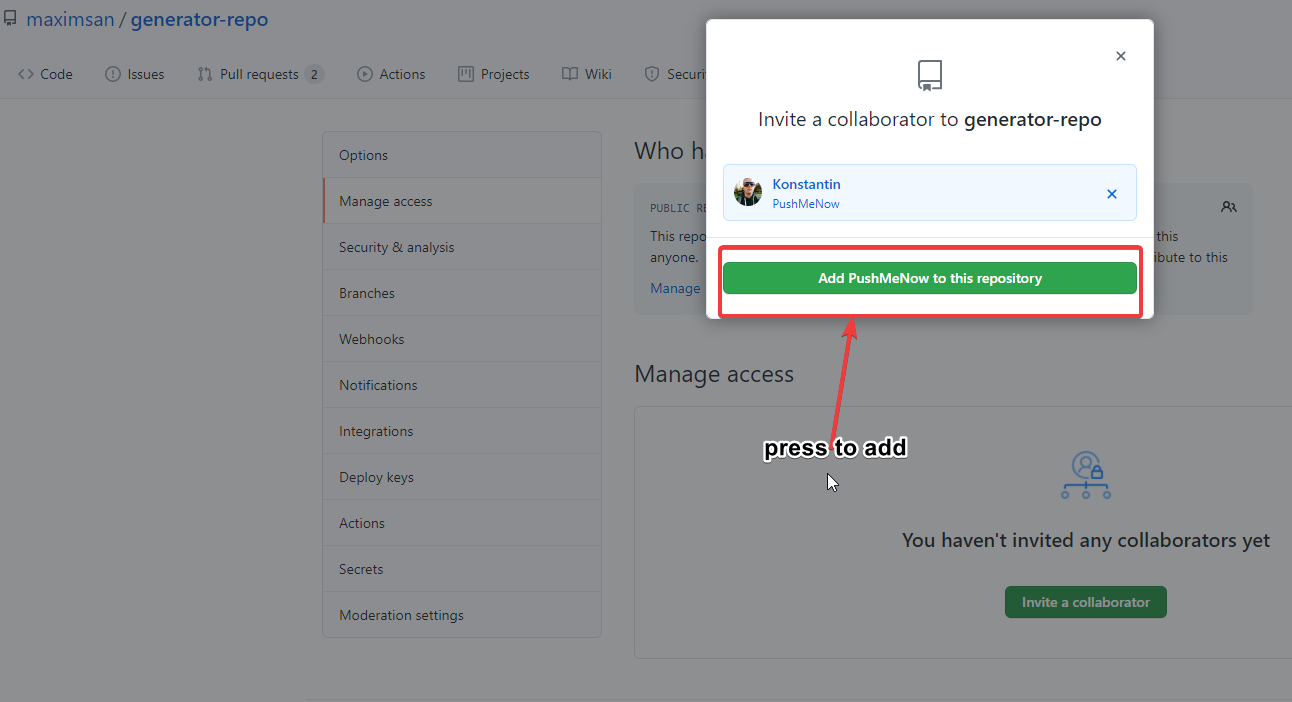 maximsan / generator-repo
Code
Issues
Pull requests 2
Actions
Projects
Wiki
Securi
Options
Manage access
Security & analysis
Branches
Webhooks
Notifications
Integrations
Deploy keys
Actions
Secrets
Moderation settings
Who ha
PUBLIC RE
This repo
this
anyone.
ibute to this
Manage
Invite a collaborator to generator-repo
Konstantin
PushMeNow
Add PushMeNow to this repository
Manage access
press to add
You haven't invited any collaborators yet
Invite a collaborator